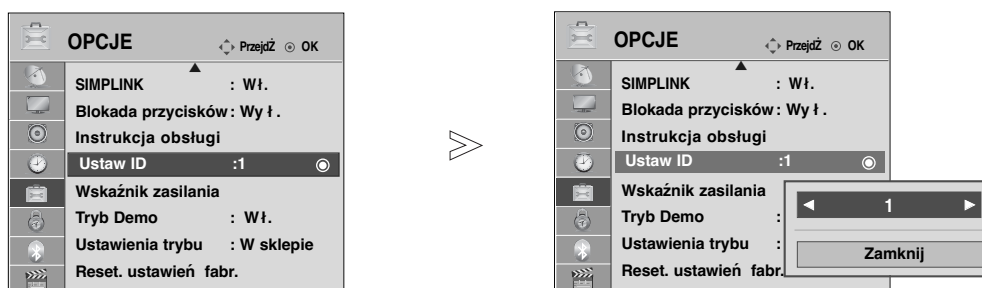 OPCJE PrzejdŹ OK
SIMPLINK : Wł.
Blokada przycisków : Wy ł .
Instrukcja obsługi
Ustaw ID :1
Wskaźnik zasilania
Tryb Demo : Wł.
Ustawienia trybu : W sklepie
Reset. ustawień fabr.
OPCJE PrzejdŹ OK
SIMPLINK : Wł.
Blokada przycisków : Wy ł .
Instrukcja obsługi
Ustaw ID :1
Wskaźnik zasilania
Tryb Demo :
Ustawienia trybu :
Reset. ustawień fabr.
1
Zamknij